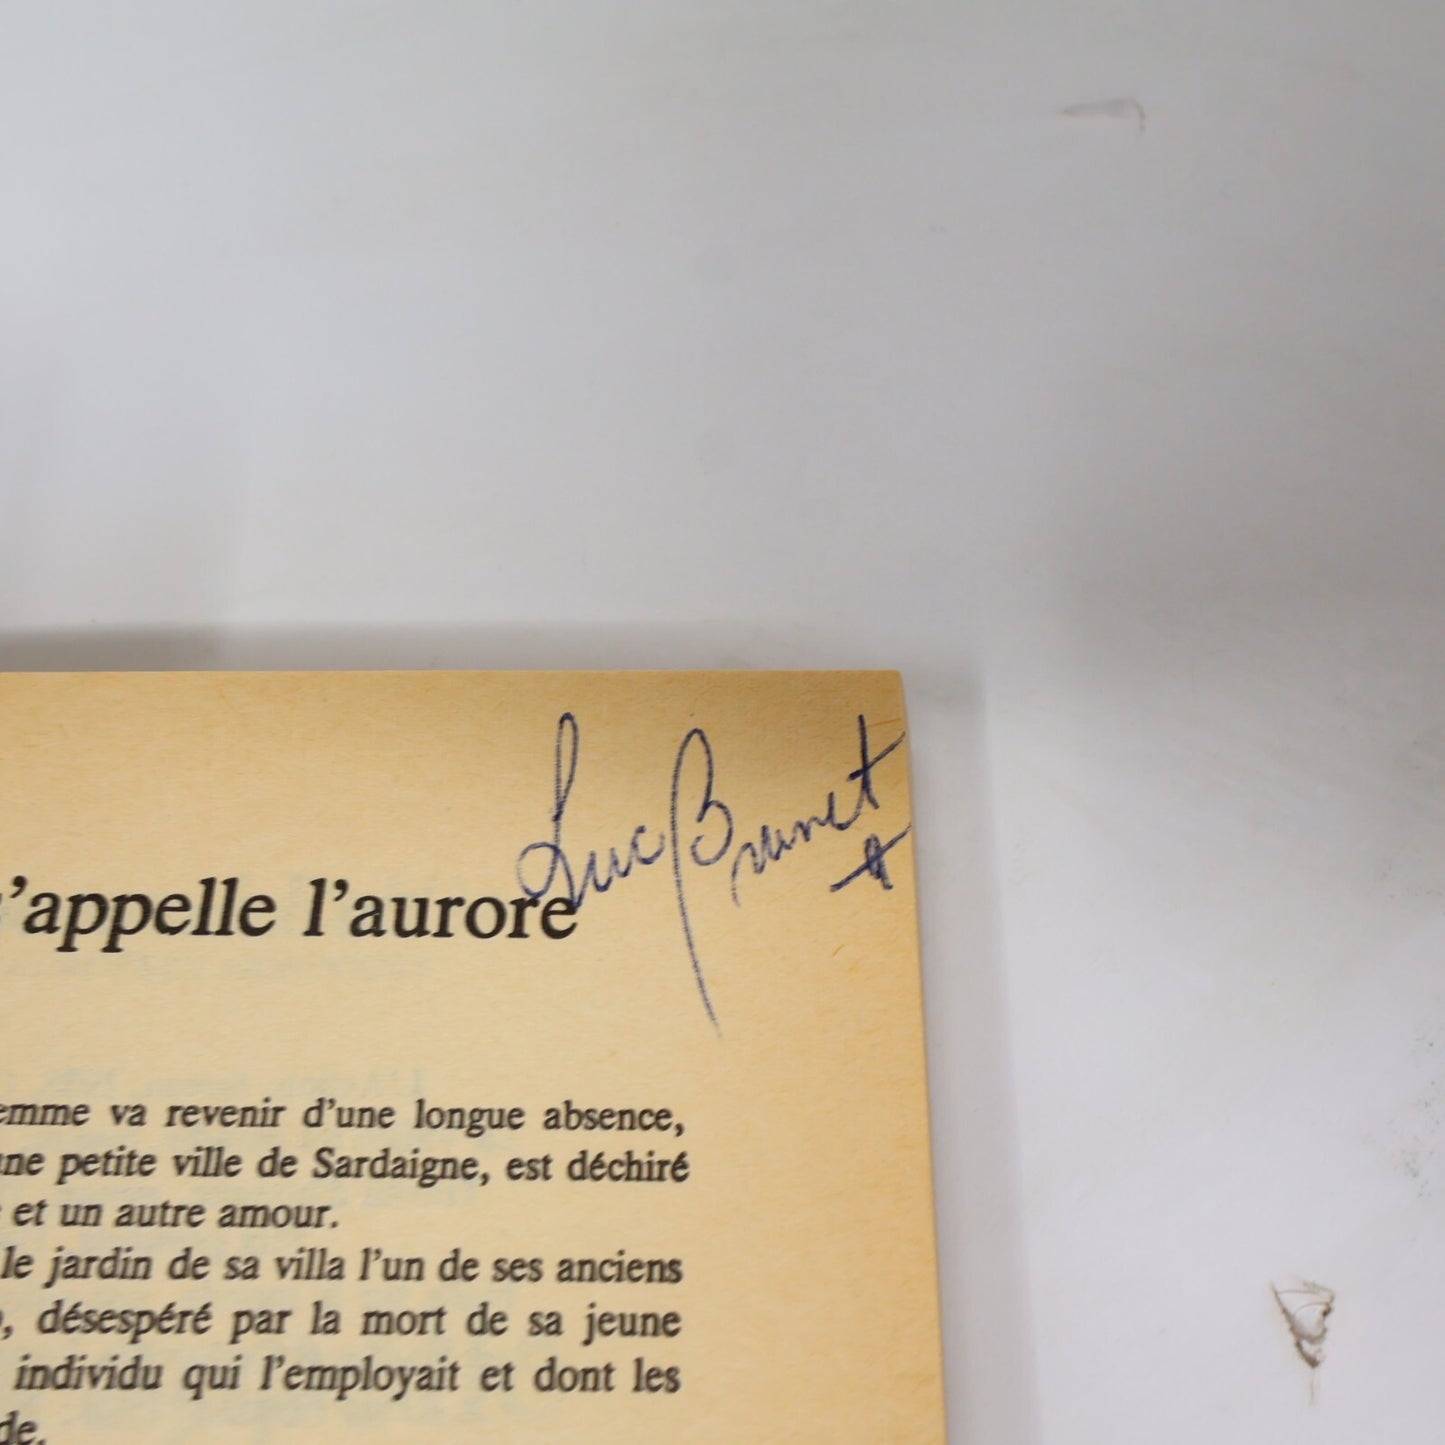 Luc Brunet
s'appelle l'aurore
emme va revenir d'une longue absence,
une petite ville de Sardaigne, est déchiré
et un autre amour.
le jardin de sa villa l'un de ses anciens
, désespéré par la mort de sa jeune
individu qui l'employait et dont les
de.